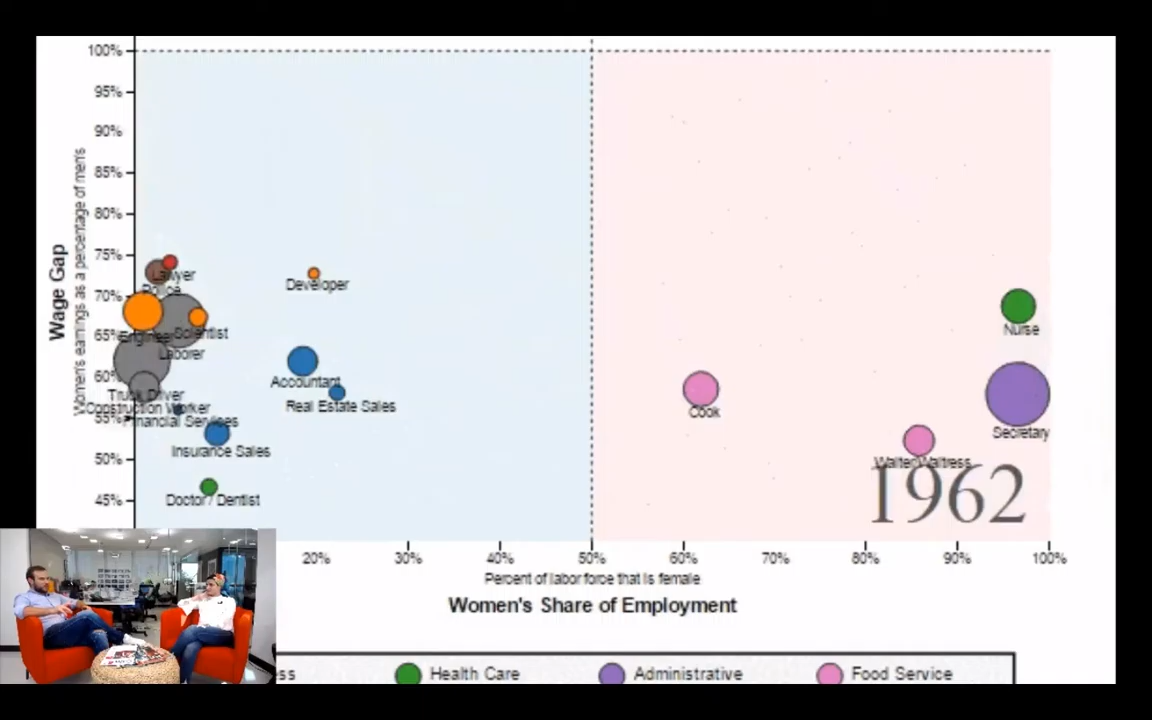 100%
95%
90%
85%
80%
75%
70%
65%
60%
55%
50%
45%
Wage Gap
Women's earnings as a percentage of men's
Lawyer
Police
Developer
Engineer
Scientist
Laborer
Truck Driver
Construction Worker
Financial Services
Accountant
Real Estate Sales
Insurance Sales
Doctor / Dentist
Nurse
Cook
Secretary
Waiter/Waitress
1962
20%
30%
40%
50%
60%
70%
80%
90%
100%
Percent of labor force that is female
Women's Share of Employment
ss
Health Care
Administrative
Food Service